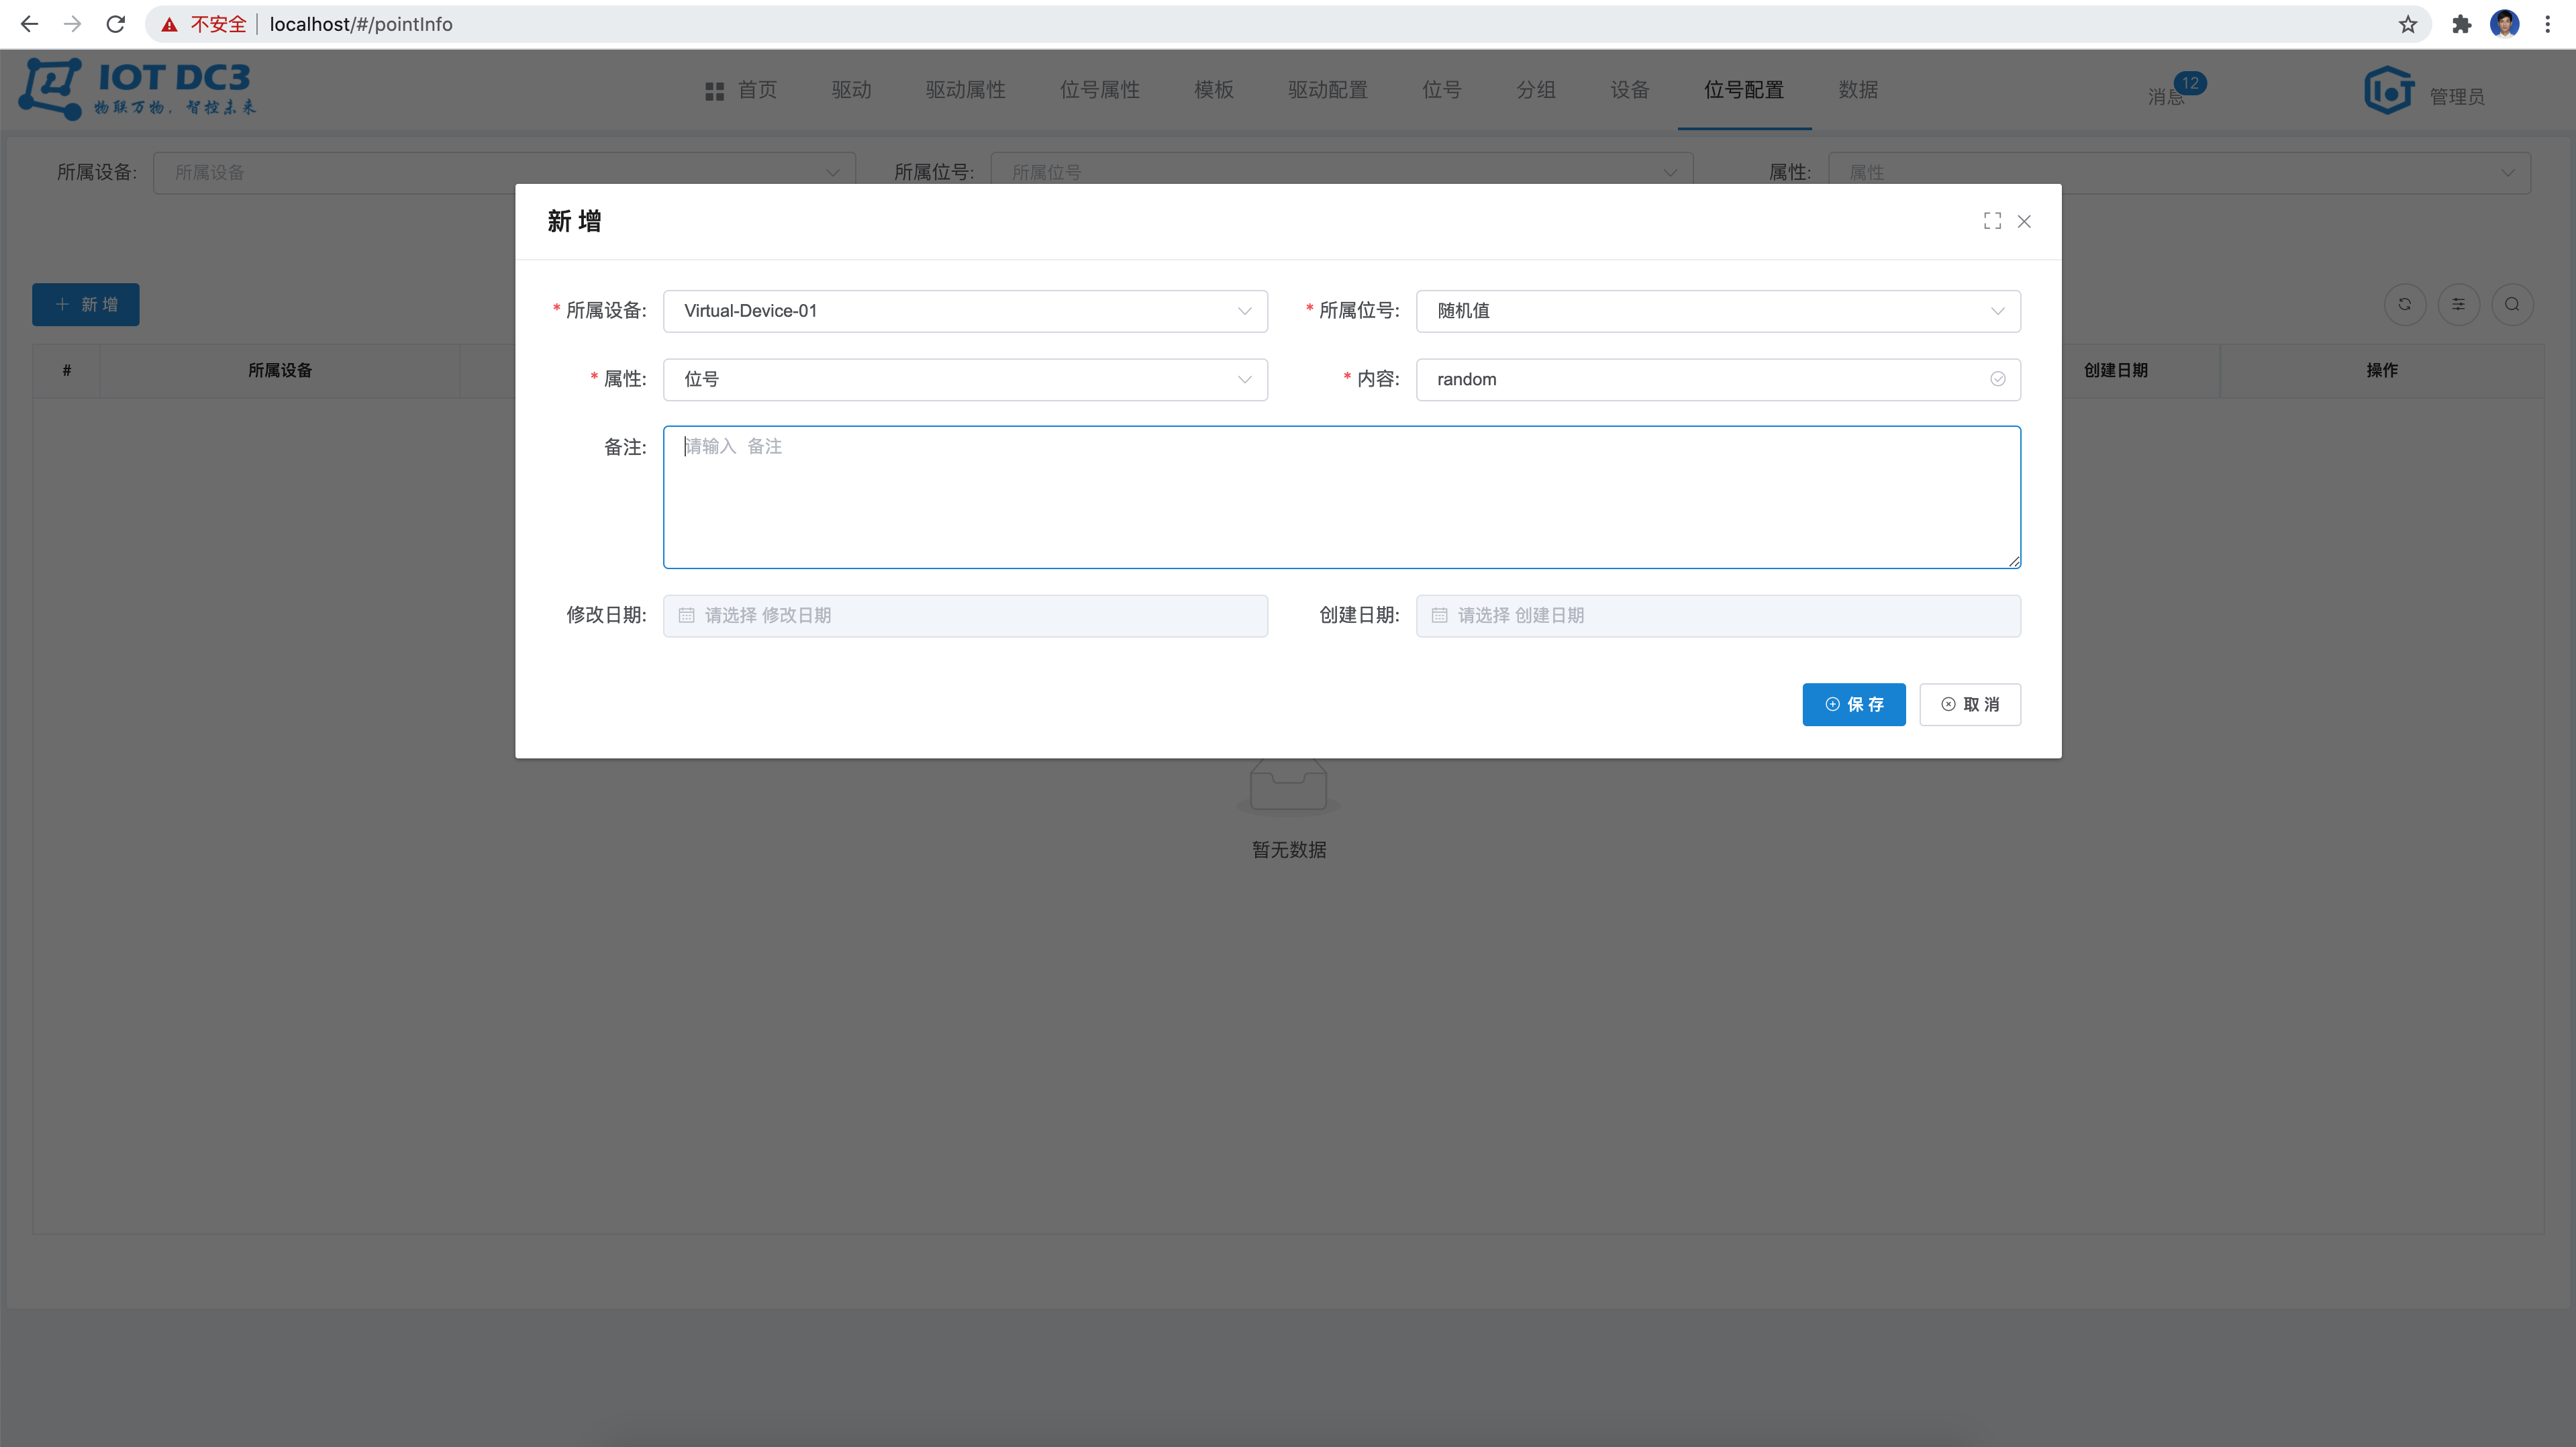 不安全 localhost/#/pointInfo
IOT DC3
物联万物，智控未来
首页 驱动 驱动属性 位号属性 模板 驱动配置 位号 分组 设备 位号配置 数据 消息 12 管理员
所属设备: 所属设备 所属位号: 所属位号 属性: 属性
新 增
* 所属设备: Virtual-Device-01 * 所属位号: 随机值
* 属性: 位号 * 内容: random
备注: 请输入 备注
修改日期: 请选择 修改日期 创建日期: 请选择 创建日期
保 存 取 消
新 增
# 所属设备 创建日期 操作
暂无数据